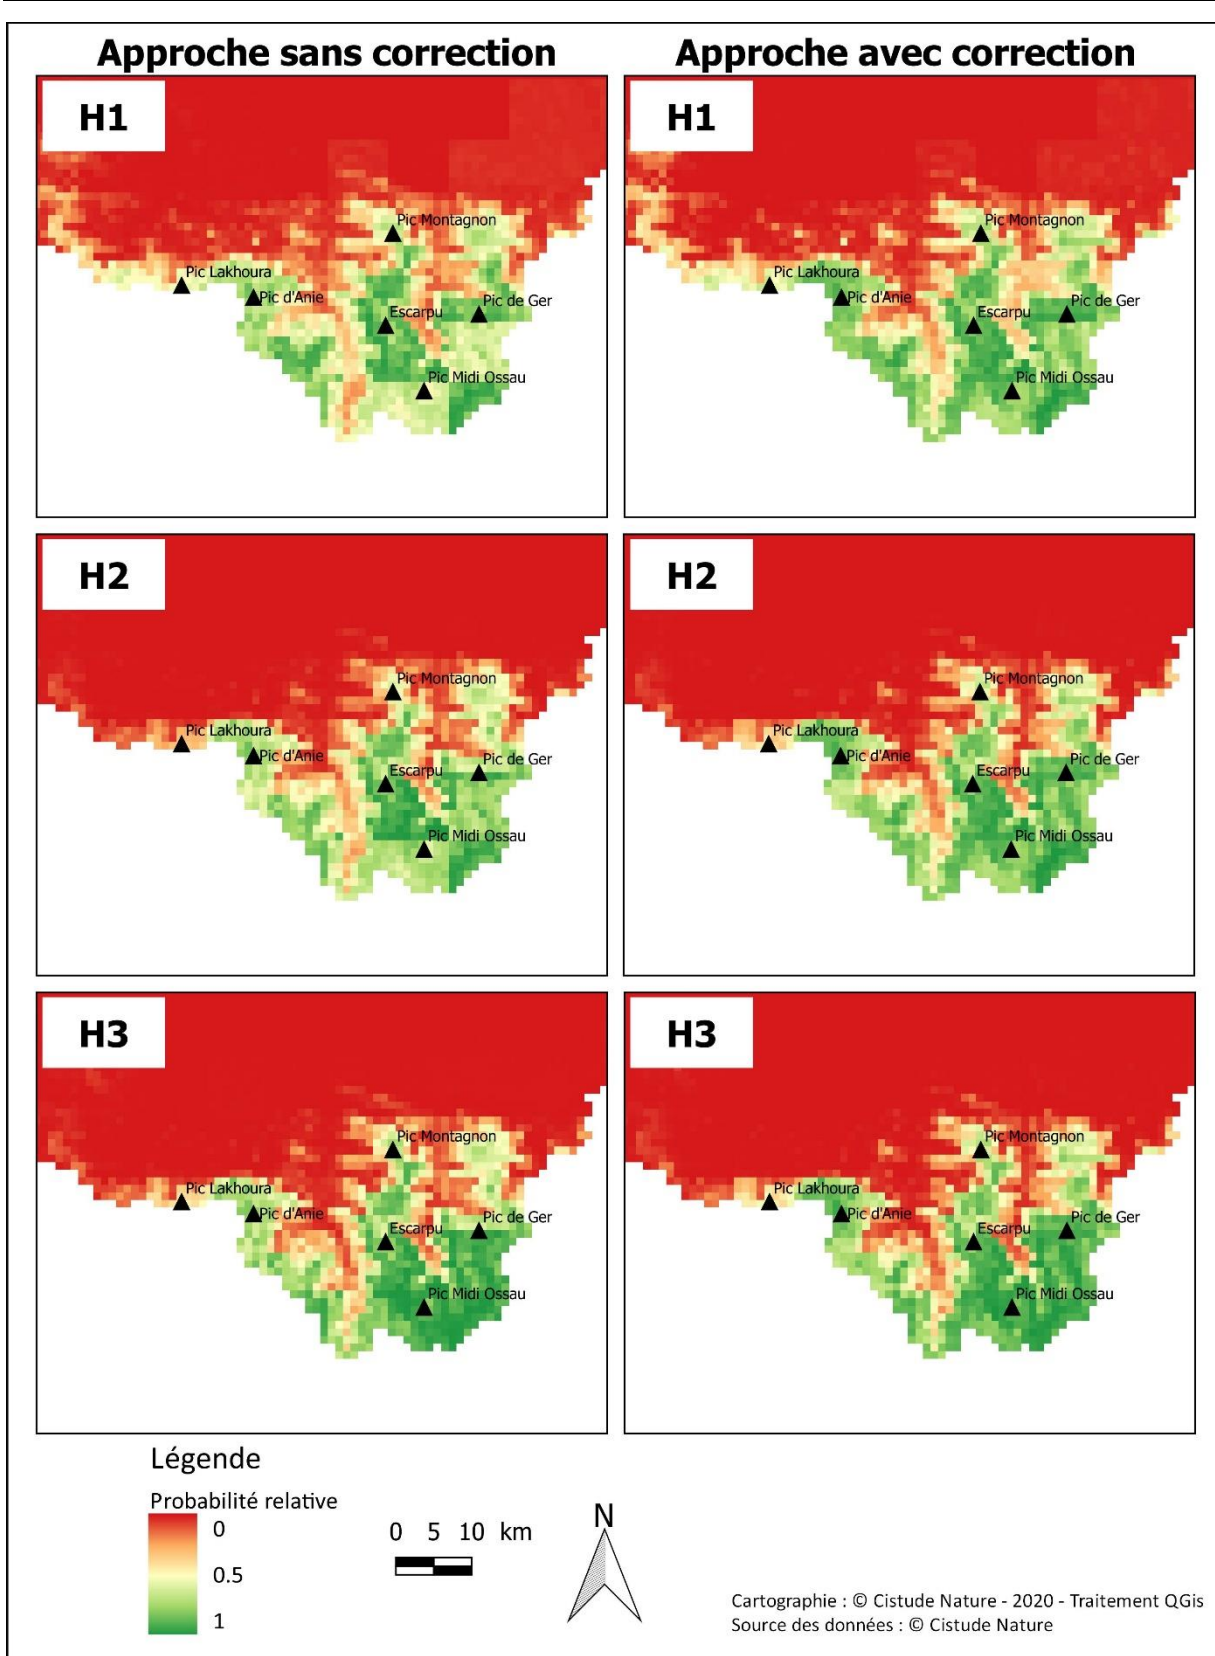 Approche sans correction
Approche avec correction
H1
Pic Montagnon
Pic Lakhoura
Pic d'Anie
Escarpu
Pic de Ger
Pic Midi Ossau
H1
Pic Montagnon
Pic Lakhoura
Pic d'Anie
Escarpu
Pic de Ger
Pic Midi Ossau
H2
Pic Montagnon
Pic Lakhoura
Pic d'Anie
Escarpu
Pic de Ger
Pic Midi Ossau
H2
Pic Montagnon
Pic Lakhoura
Pic d'Anie
Escarpu
Pic de Ger
Pic Midi Ossau
H3
Pic Montagnon
Pic Lakhoura
Pic d'Anie
Escarpu
Pic de Ger
Pic Midi Ossau
H3
Pic Montagnon
Pic Lakhoura
Pic d'Anie
Escarpu
Pic de Ger
Pic Midi Ossau
Légende
Probabilité relative
0
0.5
1
0 5 10 km
N
Cartographie : © Cistude Nature - 2020 - Traitement QGis
Source des données : © Cistude Nature